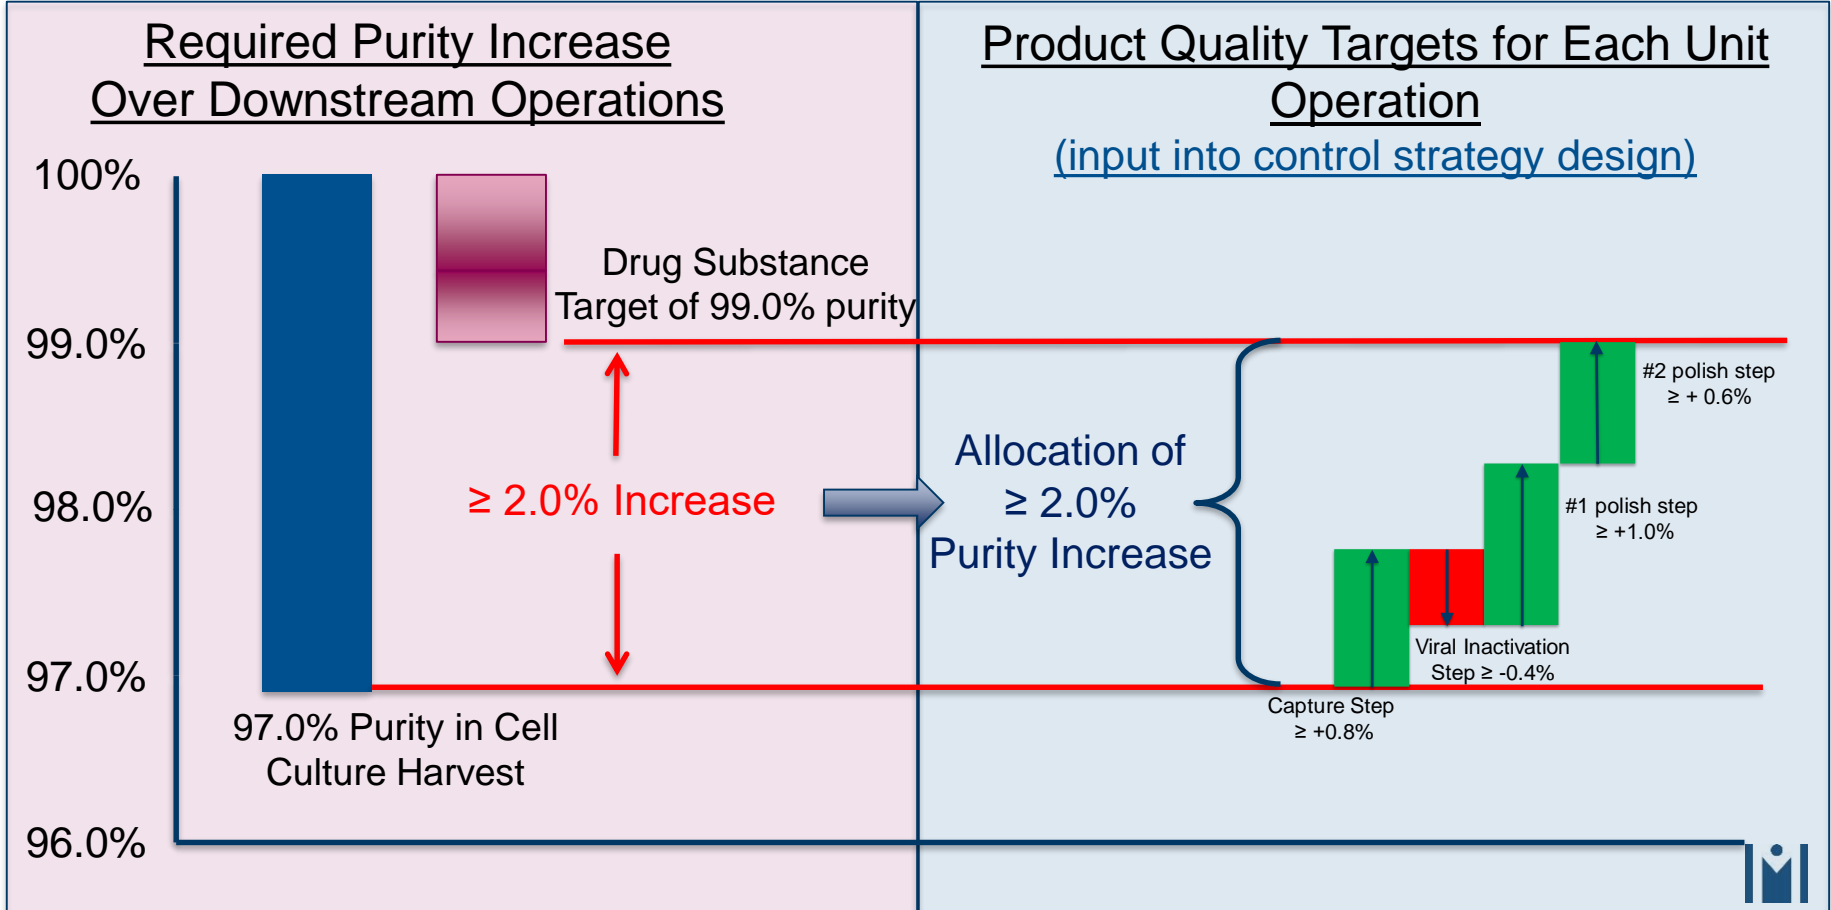 Required Purity Increase
Over Downstream Operations
100%
99.0%
98.0%
97.0%
96.0%
Drug Substance
Target of 99.0% purity
≥ 2.0% Increase
97.0% Purity in Cell
Culture Harvest
Product Quality Targets for Each Unit
Operation
(input into control strategy design)
Allocation of
≥ 2.0%
Purity Increase
#2 polish step
≥ + 0.6%
#1 polish step
≥ +1.0%
Viral Inactivation
Step ≥ -0.4%
Capture Step
≥ +0.8%